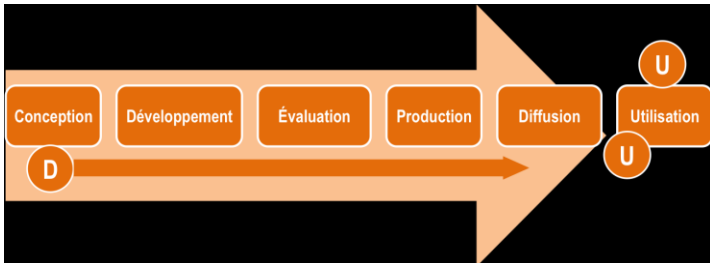 U
Conception
Développement
Évaluation
Production
Diffusion
Utilisation
D
U